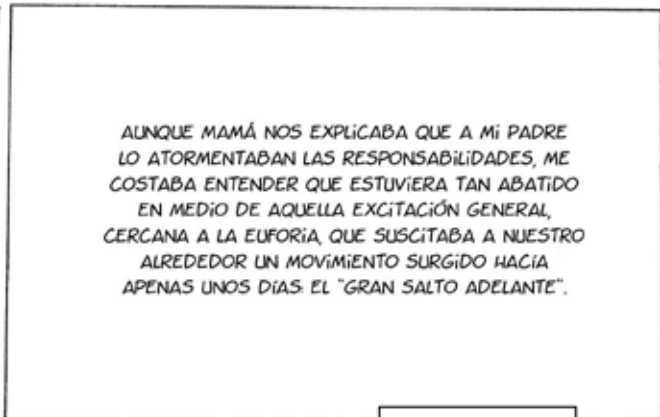 AUNQUE MAMÁ NOS EXPLICABA QUE A MI PADRE
LO ATORMENTABAN LAS RESPONSABILIDADES, ME
COSTABA ENTENDER QUE ESTUVIERA TAN ABATIDO
EN MEDIO DE AQUELLA EXCITACIÓN GENERAL,
CERCANA A LA EUFORIA, QUE SUSCITABA A NUESTRO
ALREDEDOR UN MOVIMIENTO SURGIDO HACÍA
APENAS UNOS DÍAS: EL "GRAN SALTO ADELANTE".